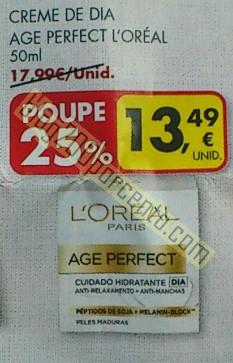 CREME DE DIA
AGE PERFECT L'ORÉAL
50ml
17,99€/Unid.
POUPE
25%
13,49
€
UNID.
L'ORÉAL
PARIS
AGE PERFECT
CUIDADO HIDRATANTE DIA
ANTI-RELAXAMENTO + ANTI-MANCHAS
PÉPTIDOS DE SOJA + MELANIN-BLOCK™
PELES MADURAS